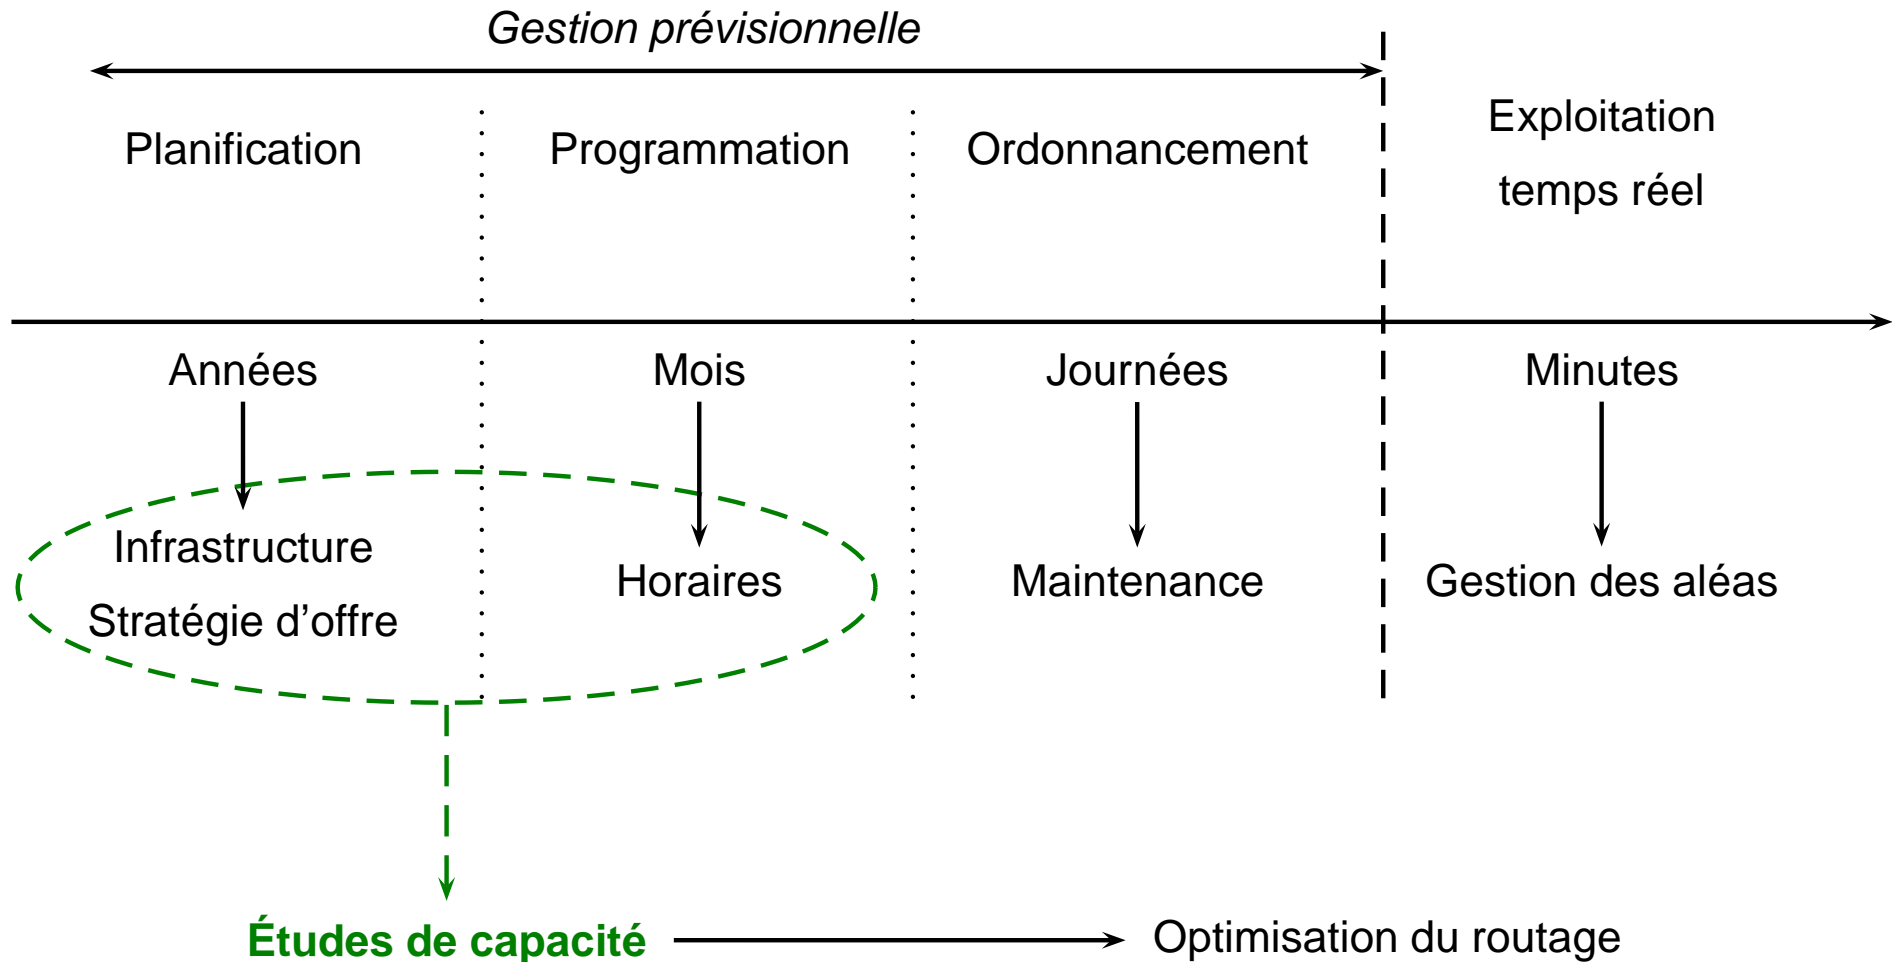 Gestion prévisionnelle
Planification
Programmation
Ordonnancement
Exploitation
temps réel
Années
Mois
Journées
Minutes
Infrastructure
Stratégie d’offre
Horaires
Maintenance
Gestion des aléas
Études de capacité
Optimisation du routage